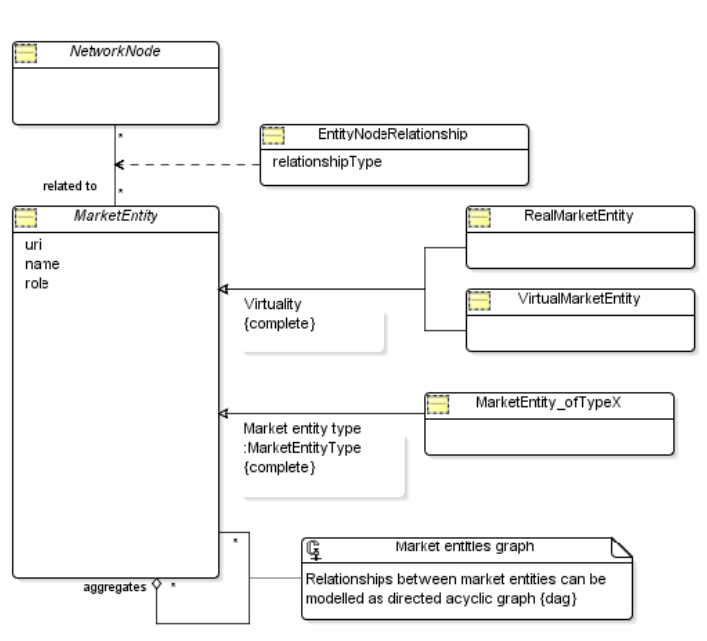 NetworkNode
*
EntityNodeRelationship
relationshipType
related to
*
MarketEntity
uri
name
role
RealMarketEntity
VirtualMarketEntity
Virtuality
{complete}
MarketEntity_ofTypeX
Market entity type
:MarketEntityType
{complete}
*
Market entities graph
Relationships between market entities can be
modelled as directed acyclic graph {dag}
aggregates
*